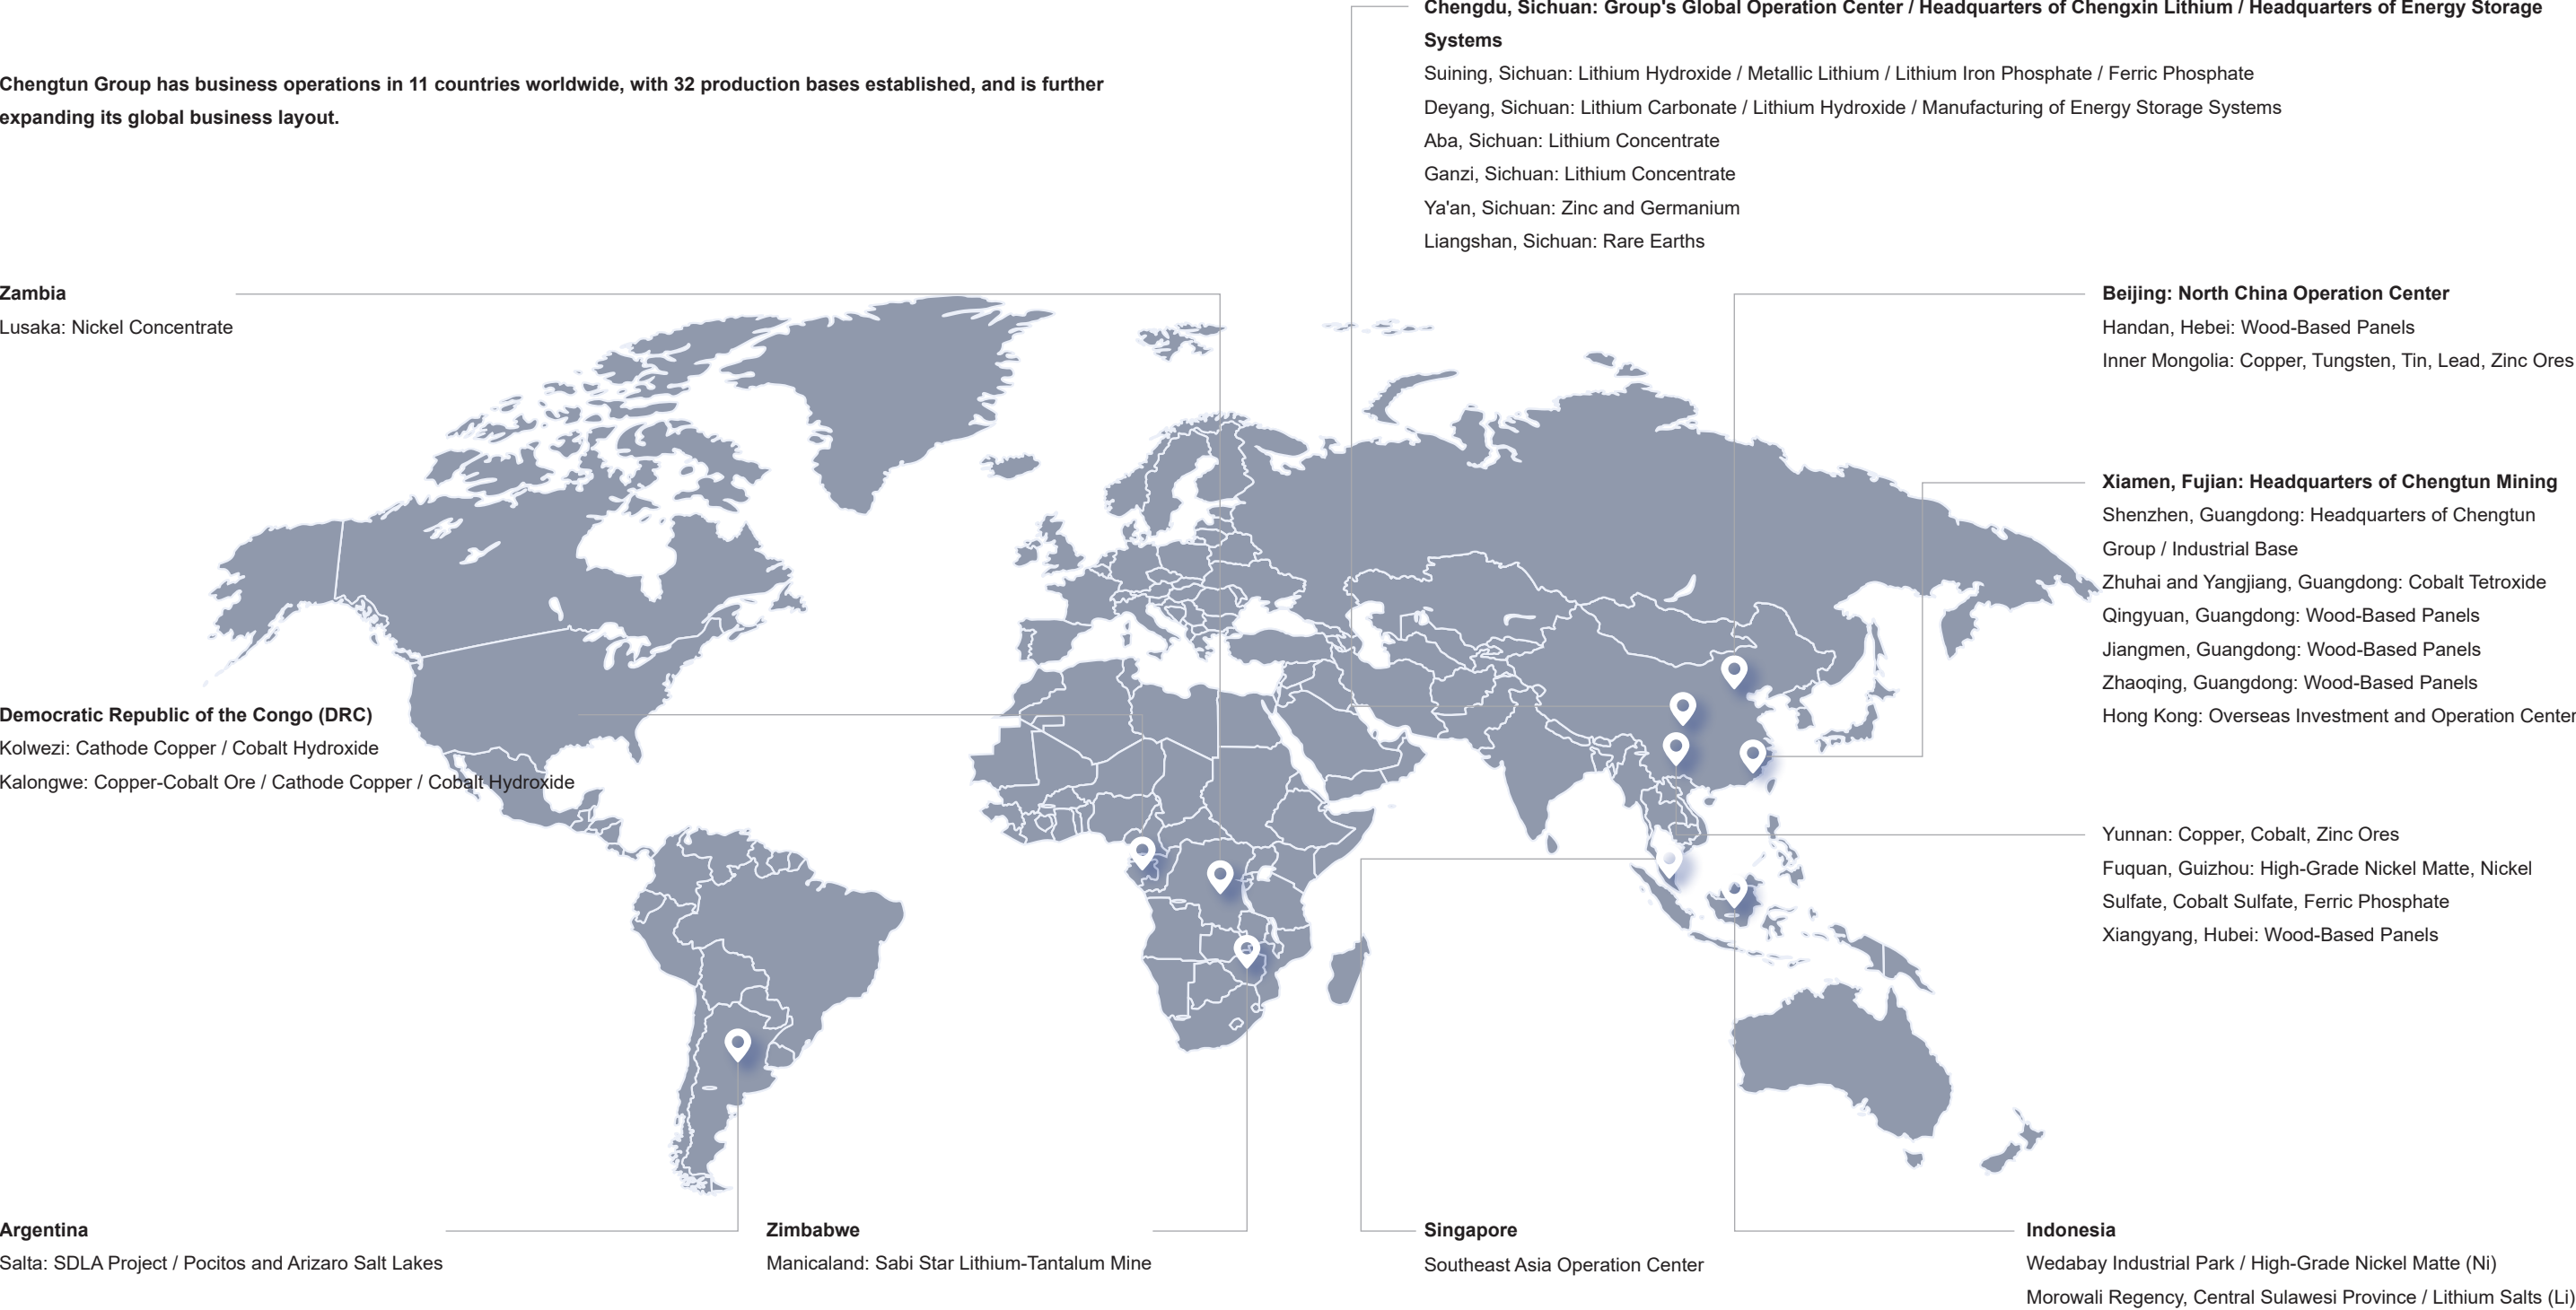 Chengtun Group has business operations in 11 countries worldwide, with 32 production bases established, and is further
expanding its global business layout.
Chengdu, Sichuan: Group's Global Operation Center / Headquarters of Chengxin Lithium / Headquarters of Energy Storage
Systems
Suining, Sichuan: Lithium Hydroxide / Metallic Lithium / Lithium Iron Phosphate / Ferric Phosphate
Deyang, Sichuan: Lithium Carbonate / Lithium Hydroxide / Manufacturing of Energy Storage Systems
Aba, Sichuan: Lithium Concentrate
Ganzi, Sichuan: Lithium Concentrate
Ya'an, Sichuan: Zinc and Germanium
Liangshan, Sichuan: Rare Earths
Zambia
Lusaka: Nickel Concentrate
Beijing: North China Operation Center
Handan, Hebei: Wood-Based Panels
Inner Mongolia: Copper, Tungsten, Tin, Lead, Zinc Ores
Xiamen, Fujian: Headquarters of Chengtun Mining
Shenzhen, Guangdong: Headquarters of Chengtun
Group / Industrial Base
Zhuhai and Yangjiang, Guangdong: Cobalt Tetroxide
Qingyuan, Guangdong: Wood-Based Panels
Jiangmen, Guangdong: Wood-Based Panels
Zhaoqing, Guangdong: Wood-Based Panels
Hong Kong: Overseas Investment and Operation Center
Democratic Republic of the Congo (DRC)
Kolwezi: Cathode Copper / Cobalt Hydroxide
Kalongwe: Copper-Cobalt Ore / Cathode Copper / Cobalt Hydroxide
Yunnan: Copper, Cobalt, Zinc Ores
Fuquan, Guizhou: High-Grade Nickel Matte, Nickel
Sulfate, Cobalt Sulfate, Ferric Phosphate
Xiangyang, Hubei: Wood-Based Panels
Argentina
Salta: SDLA Project / Pocitos and Arizaro Salt Lakes
Zimbabwe
Manicaland: Sabi Star Lithium-Tantalum Mine
Singapore
Southeast Asia Operation Center
Indonesia
Wedabay Industrial Park / High-Grade Nickel Matte (Ni)
Morowali Regency, Central Sulawesi Province / Lithium Salts (Li)